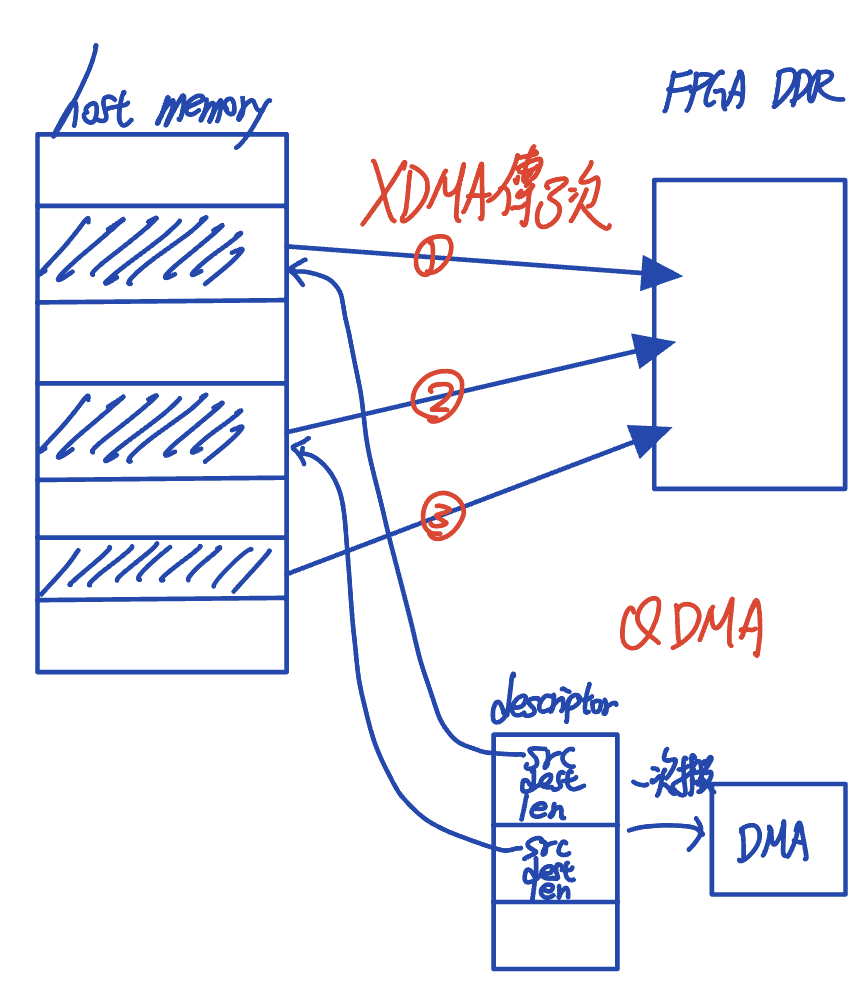 host memory
FPGA DDR
XDMA傳3次
①
②
③
QDMA
descriptor
src
dest
len
一次搬
src
dest
len
DMA